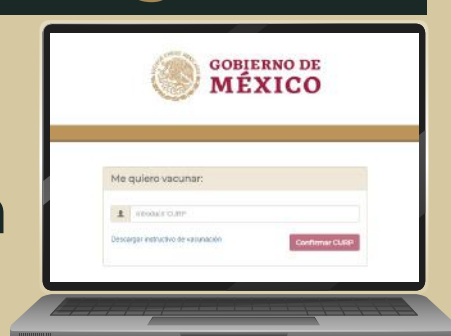 GOBIERNO DE
MÉXICO
Me quiero vacunar:
Introducir CURP
Descargar instructivo de vacunación
Confirmar CURP